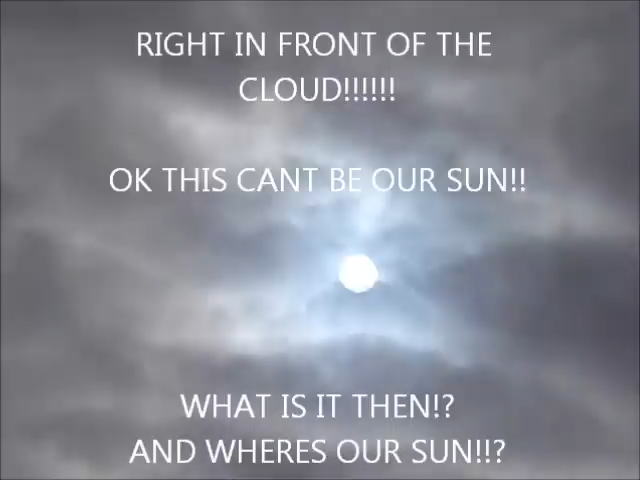 RIGHT IN FRONT OF THE
CLOUD!!!!!!
OK THIS CANT BE OUR SUN!!
WHAT IS IT THEN!?
AND WHERES OUR SUN!!?